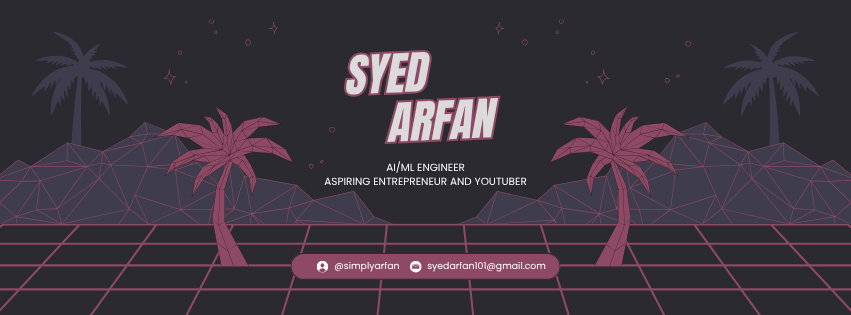 SYED
ARFAN
AI/ML ENGINEER
ASPIRING ENTREPRENEUR AND YOUTUBER
@simplyarfan syedarfan101@gmail.com